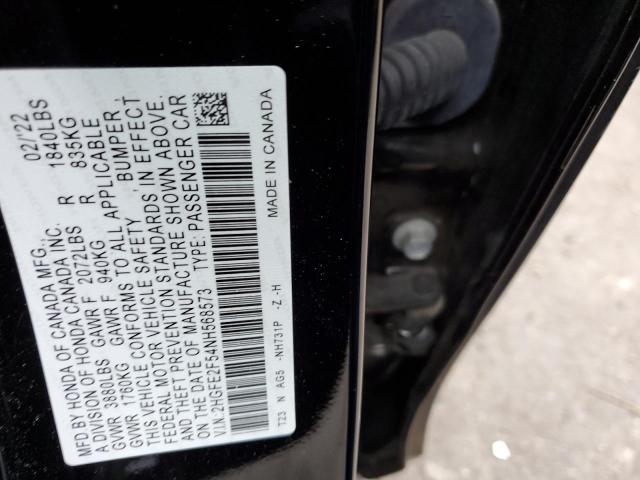 MFD BY HONDA OF CANADA MFG., 02/22
A DIVISION OF HONDA CANADA INC.
GVWR 3880LBS GAWR F 2072LBS R 1840LBS
GVWR 1760KG GAWR F 940KG R 835KG
THIS VEHICLE CONFORMS TO ALL APPLICABLE
FEDERAL MOTOR VEHICLE SAFETY, BUMPER,
THEFT PREVENTION STANDARDS IN EFFECT
ON THE DATE OF MANUFACTURE SHOWN ABOVE.
V.I.N:2HGFE2F54NH568573 TYPE: PASSENGER CAR
T23 N AG5 -NH731P -Z -H MADE IN CANADA